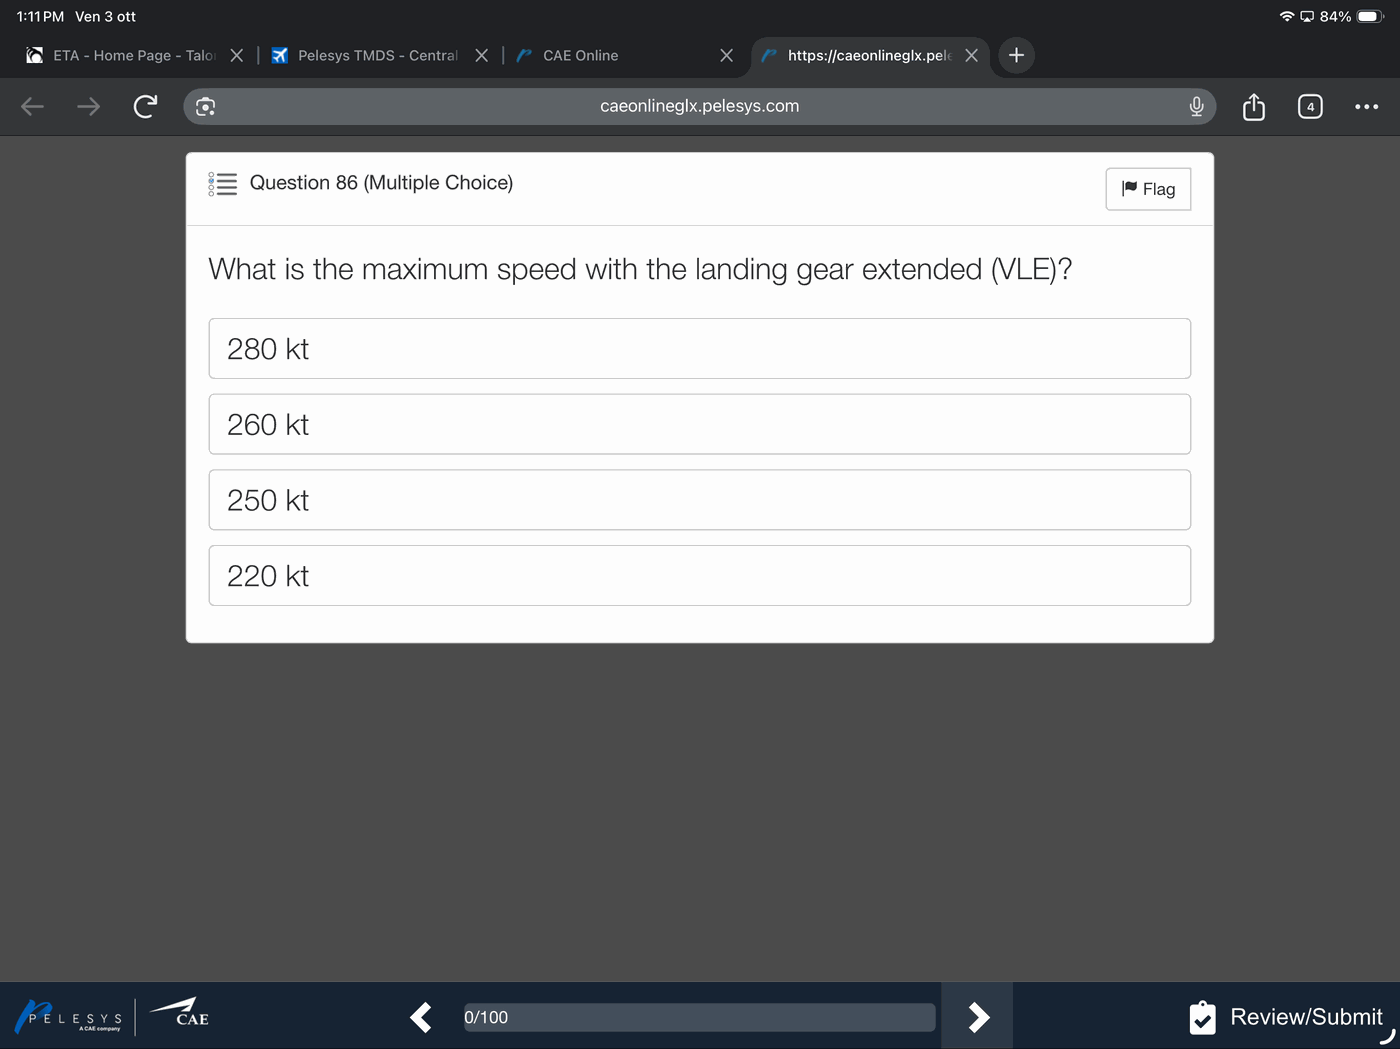 1:11 PM Ven 3 ott
84%
ETA - Home Page - Talo
Pelesys TMDS - Central
CAE Online
https://caeonlineglx.pele
caeonlineglx.pelesys.com
4
Question 86 (Multiple Choice)
Flag
What is the maximum speed with the landing gear extended (VLE)?
280 kt
260 kt
250 kt
220 kt
PELESYS
A CAE company
CAE
0/100
Review/Submit